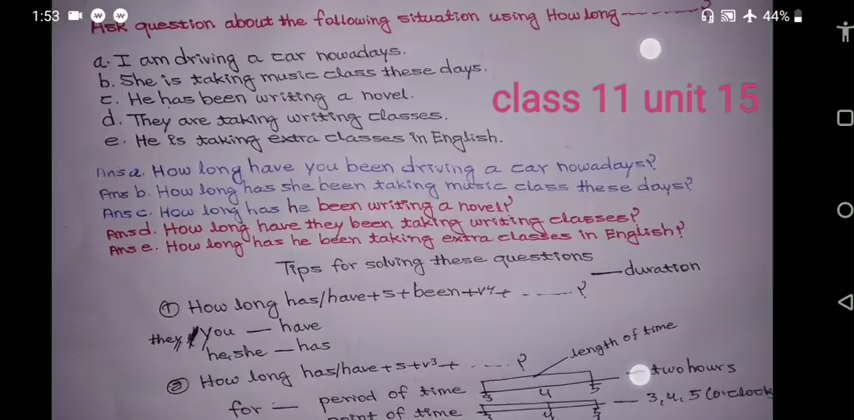 1:53
44%
Ask question about the following situation using How long ------- ?
a. I am driving a car nowadays.
b. She is taking music class these days.
c. He has been writing a novel.
d. They are taking writing classes.
e. He is taking extra classes in English.
class 11 unit 15
Ans a. How long have you been driving a car nowadays?
Ans b. How long has she been taking music class these days?
Ans c. How long has he been writing a novel?
Ans d. How long have they been taking writing classes?
Ans e. How long has he been taking extra classes in English?
Tips for solving these questions
— duration
① How long has/have+s+been+v4+ ------ ?
they, you — have
he, she — has
② How long has/have+s+v3+ ----- ?
length of time
for — period of time
3 4 5
two hours
point of time
3 4 5
— 3, 4, 5 O'clock